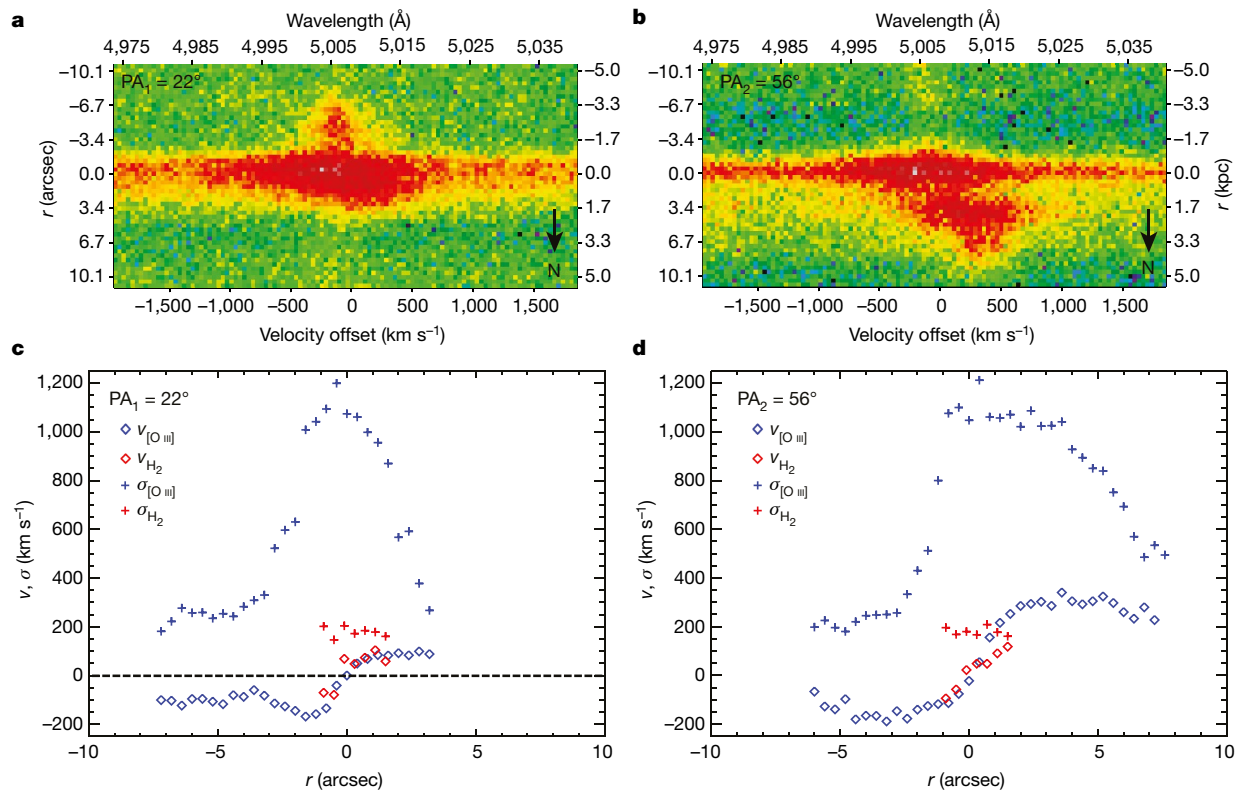 a
Wavelength (Å)
4,975 4,985 4,995 5,005 5,015 5,025 5,035
PA1 = 22°
r (arcsec)
–10.1
–6.7
–3.4
0.0
3.4
6.7
10.1
–5.0
–3.3
–1.7
0.0
1.7
3.3
5.0
N
–1,500 –1,000 –500 0 500 1,000 1,500
Velocity offset (km s–1)
b
Wavelength (Å)
4,975 4,985 4,995 5,005 5,015 5,025 5,035
PA2 = 56°
–10.1
–6.7
–3.4
0.0
3.4
6.7
10.1
–5.0
–3.3
–1.7
0.0
1.7
3.3
5.0
r (kpc)
N
–1,500 –1,000 –500 0 500 1,000 1,500
Velocity offset (km s–1)
c
PA1 = 22°
v[O III]
vH2
σ[O III]
σH2
v, σ (km s–1)
1,200
1,000
800
600
400
200
0
–200
–10 –5 0 5 10
r (arcsec)
d
PA2 = 56°
v[O III]
vH2
σ[O III]
σH2
v, σ (km s–1)
1,200
1,000
800
600
400
200
0
–200
–10 –5 0 5 10
r (arcsec)